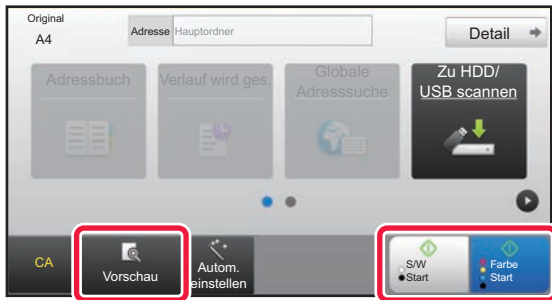 Original
A4
Adresse Hauptordner
Detail
Adressbuch
Verlauf wird ges.
Globale
Adresssuche
Zu HDD/
USB scannen
CA
Vorschau
Autom.
einstellen
S/W
Start
Farbe
Start